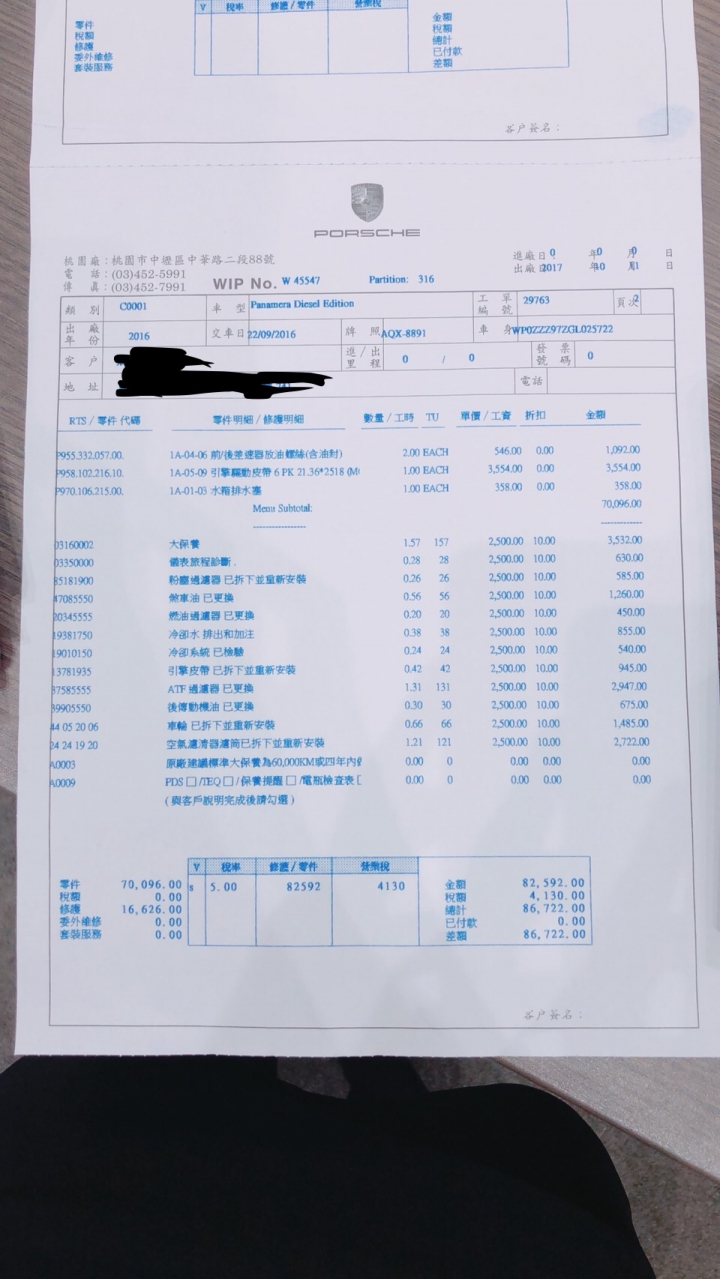 V 稅率 修護 / 零件 營業稅
零件 金額
稅額 稅額
修護 總計
委外維修 已付款
套裝服務 差額
客戶簽名：
PORSCHE
桃園廠：桃園市中壢區中華路二段88號
電 話：(03)452-5991
傳 真：(03)452-7991
WIP No. W 45547 Partition: 316
進廠日： 0 年 0 月 0 日
出廠日： 2017 年 10 月 日
類別 C0001 車型 Panamera Diesel Edition 工單編號 29763 頁次 2
出廠年份 2016 交車日 22/09/2016 牌照 AQX-8891 車身 WP0ZZZ97ZGL025722
客戶 進/出里程 0 / 0 發票號碼 0
地址 電話
RTS / 零件 代碼 零件明細 / 修護明細 數量 / 工時 TU 單價 / 工資 折扣 金額
P955.332.057.00. 1A-04-06 前/後差速器放油螺絲(含油封) 2.00 EACH 546.00 0.00 1,092.00
P958.102.216.10. 1A-05-09 引擎驅動皮帶 6 PK 21.36*2518 (M 1.00 EACH 3,554.00 0.00 3,554.00
P970.106.215.00. 1A-01-03 水箱排水塞 1.00 EACH 358.00 0.00 358.00
Menu Subtotal: 70,096.00
---------------- ------------
03160002 大保養 1.57 157 2,500.00 10.00 3,532.00
03350000 儀表旅程診斷. 0.28 28 2,500.00 10.00 630.00
85181900 粉塵過濾器 已拆下並重新安裝 0.26 26 2,500.00 10.00 585.00
47085550 煞車油 已更換 0.56 56 2,500.00 10.00 1,260.00
20345555 燃油過濾器 已更換 0.20 20 2,500.00 10.00 450.00
19381750 冷卻水 排出和加注 0.38 38 2,500.00 10.00 855.00
19010150 冷卻系統 已檢驗 0.24 24 2,500.00 10.00 540.00
13781935 引擎皮帶 已拆下並重新安裝 0.42 42 2,500.00 10.00 945.00
37585555 ATF 過濾器 已更換 1.31 131 2,500.00 10.00 2,947.00
39905550 後傳動機油 已更換 0.30 30 2,500.00 10.00 675.00
44 05 20 06 車輪 已拆下並重新安裝 0.66 66 2,500.00 10.00 1,485.00
24 24 19 20 空氣濾清器濾筒已拆下並重新安裝 1.21 121 2,500.00 10.00 2,722.00
A0003 原廠建議標準大保養為60,000KM或四年內 0.00 0 0.00 0.00 0.00
A0009 PDS □ /TEQ □ / 保養提醒 □ / 電瓶檢查表 0.00 0 0.00 0.00 0.00
( 與客戶說明完成後請勾選 )
V 稅率 修護 / 零件 營業稅
零件 70,096.00 s 5.00 82592 4130 金額 82,592.00
稅額 0.00 稅額 4,130.00
修護 16,626.00 總計 86,722.00
委外維修 0.00 已付款 0.00
套裝服務 0.00 差額 86,722.00
客戶簽名：